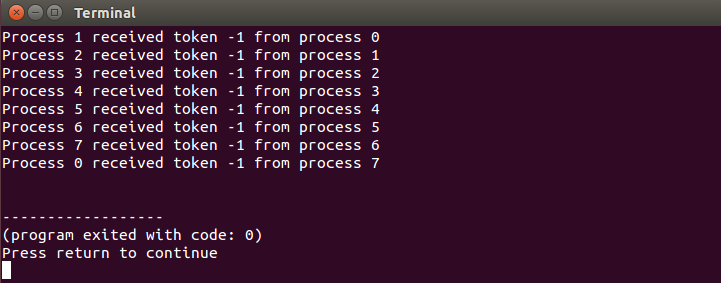 Terminal
Process 1 received token -1 from process 0
Process 2 received token -1 from process 1
Process 3 received token -1 from process 2
Process 4 received token -1 from process 3
Process 5 received token -1 from process 4
Process 6 received token -1 from process 5
Process 7 received token -1 from process 6
Process 0 received token -1 from process 7
------------------
(program exited with code: 0)
Press return to continue